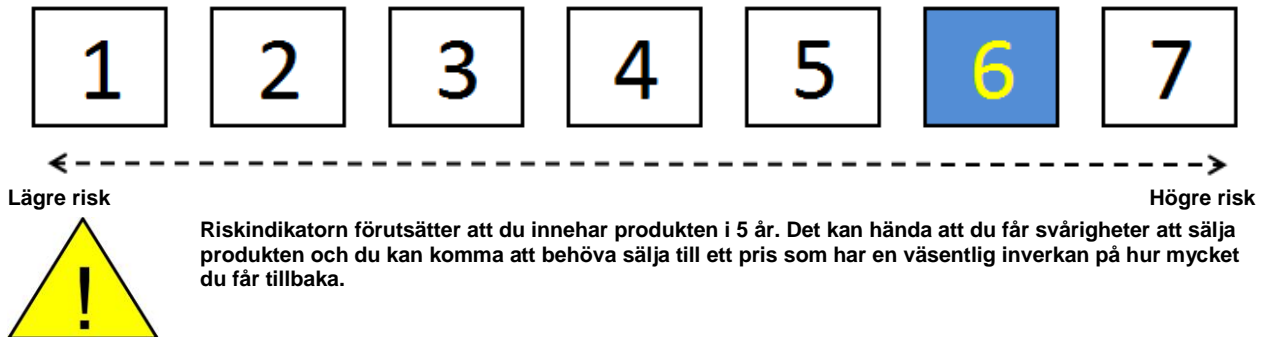 1 2 3 4 5 6 7
Lägre risk Högre risk
Riskindikatorn förutsätter att du innehar produkten i 5 år. Det kan hända att du får svårigheter att sälja
produkten och du kan komma att behöva sälja till ett pris som har en väsentlig inverkan på hur mycket
du får tillbaka.
!